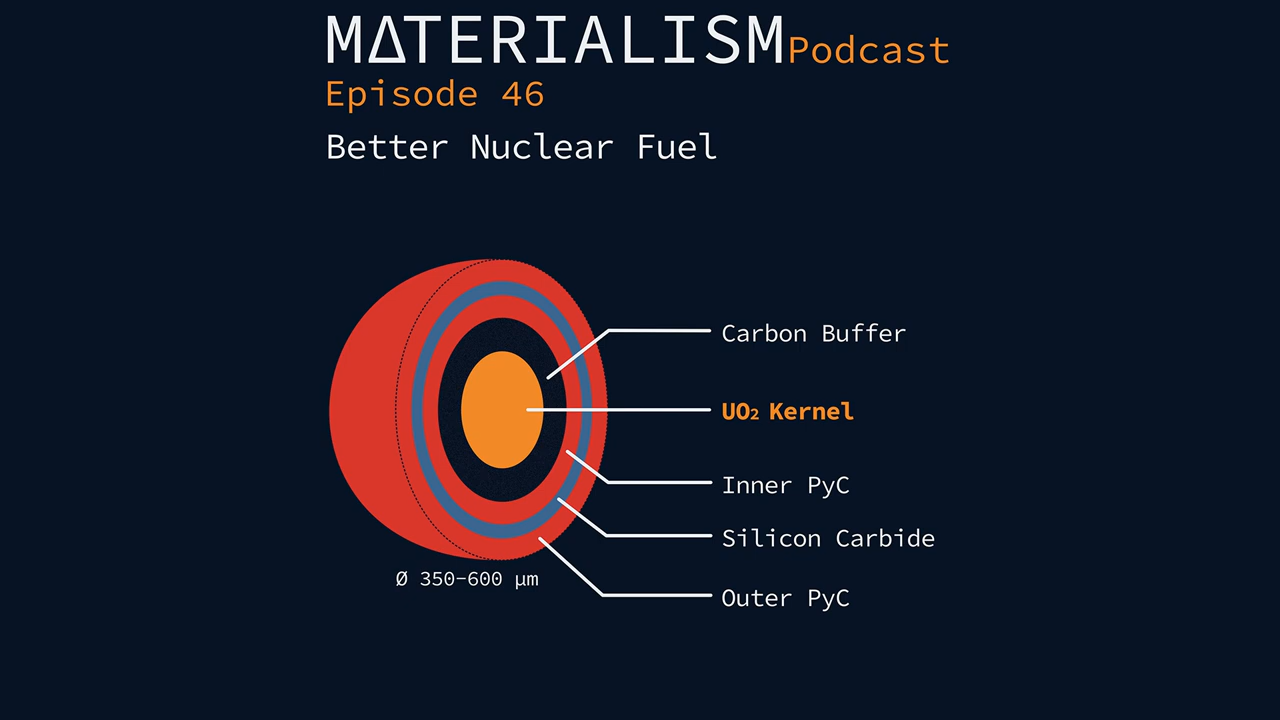 MΔTERIALISM Podcast
Episode 46
Better Nuclear Fuel
Carbon Buffer
UO₂ Kernel
Inner PyC
Silicon Carbide
Ø 350-600 µm
Outer PyC